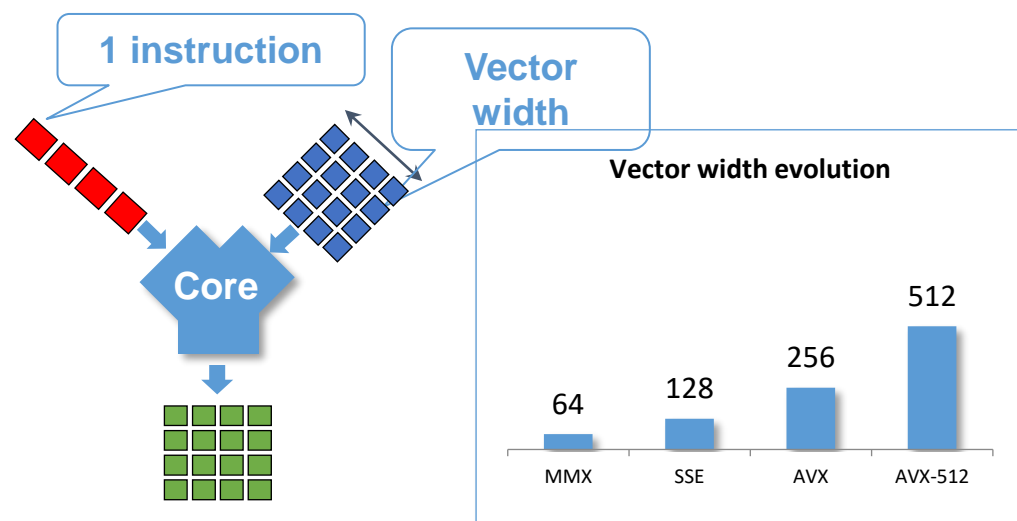 1 instruction
Vector
width
Core
Vector width evolution
64
128
256
512
MMX
SSE
AVX
AVX-512